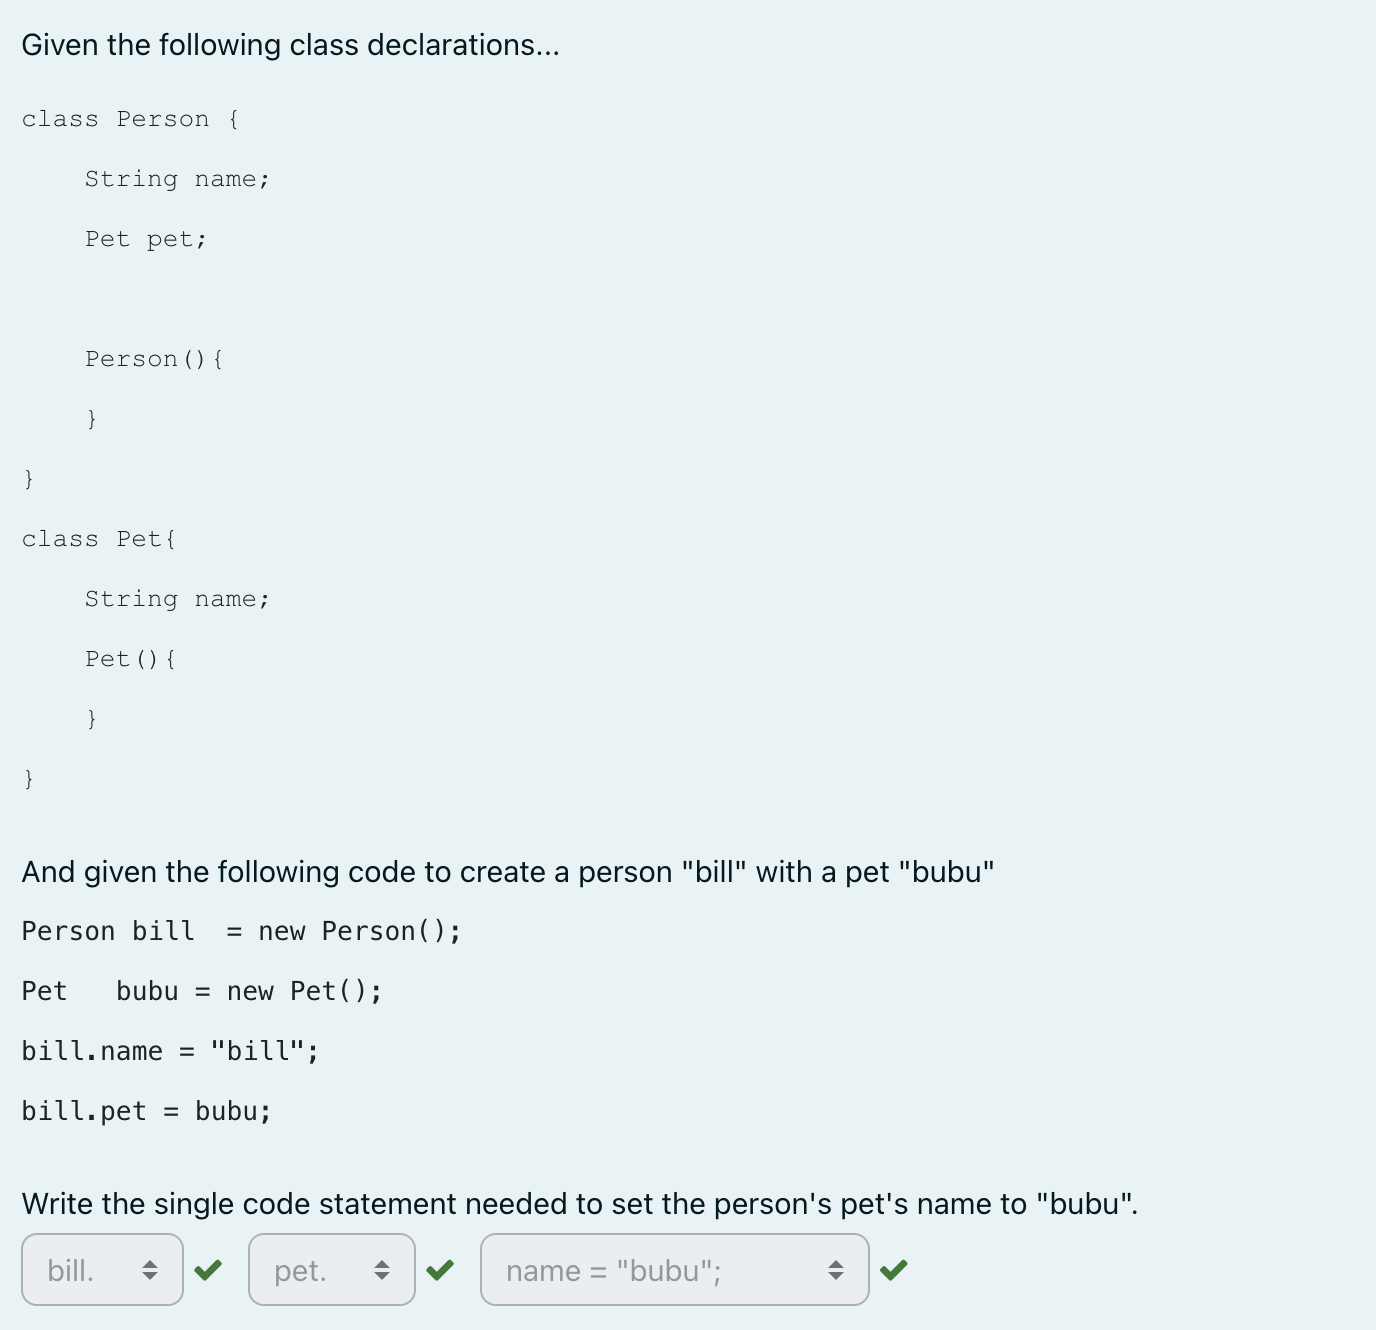 Given the following class declarations...
class Person {
String name;
Pet pet;
Person(){
}
}
class Pet{
String name;
Pet(){
}
}
And given the following code to create a person "bill" with a pet "bubu"
Person bill  = new Person();
Pet   bubu = new Pet();
bill.name = "bill";
bill.pet = bubu;
Write the single code statement needed to set the person's pet's name to "bubu".
bill. pet. name = "bubu";